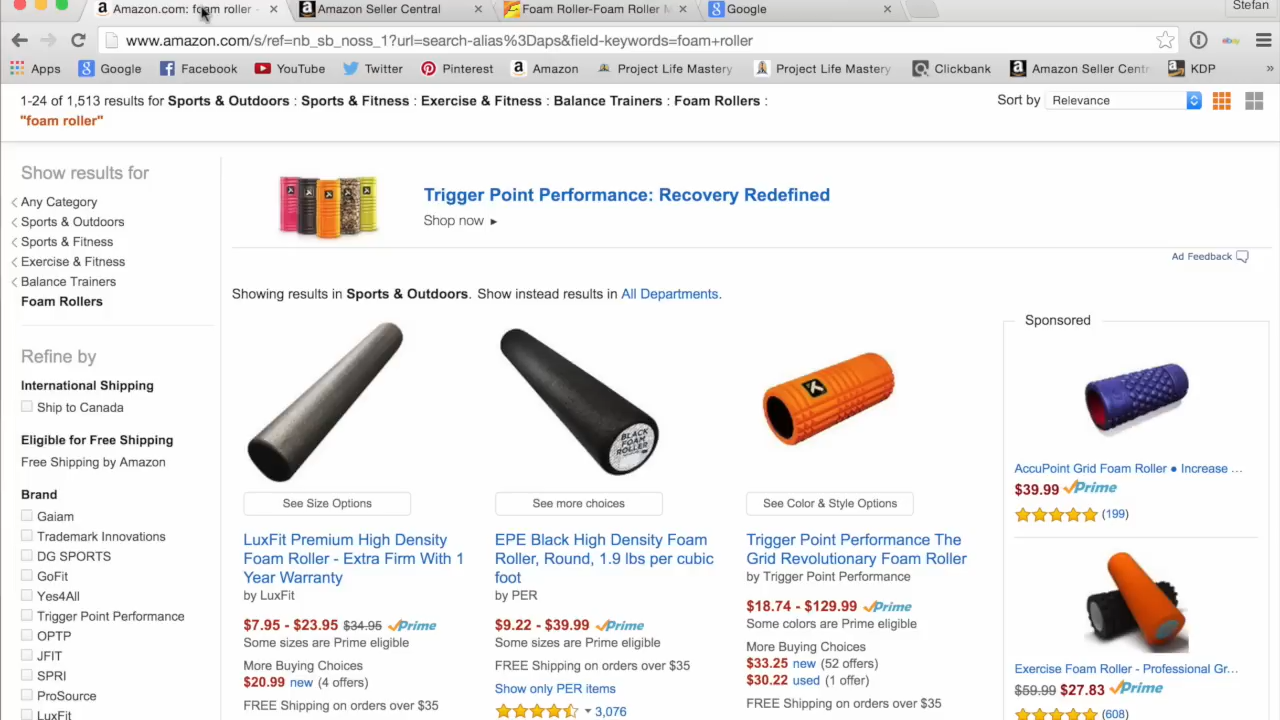 Amazon.com: foam roller
Amazon Seller Central
Foam Roller-Foam Roller M
Google
Stefan
www.amazon.com/s/ref=nb_sb_noss_1?url=search-alias%3Daps&field-keywords=foam+roller
Apps
Google
Facebook
YouTube
Twitter
Pinterest
Amazon
Project Life Mastery
Project Life Mastery
Clickbank
Amazon Seller Centr
KDP
»
1-24 of 1,513 results for Sports & Outdoors : Sports & Fitness : Exercise & Fitness : Balance Trainers : Foam Rollers :
"foam roller"
Sort by Relevance
Show results for
Any Category
Sports & Outdoors
Sports & Fitness
Exercise & Fitness
Balance Trainers
Foam Rollers
Refine by
International Shipping
Ship to Canada
Eligible for Free Shipping
Free Shipping by Amazon
Brand
Gaiam
Trademark Innovations
DG SPORTS
GoFit
Yes4All
Trigger Point Performance
OPTP
JFIT
SPRI
ProSource
LuxFit
Trigger Point Performance: Recovery Redefined
Shop now ▸
Ad Feedback
Showing results in Sports & Outdoors. Show instead results in All Departments.
See Size Options
LuxFit Premium High Density
Foam Roller - Extra Firm With 1
Year Warranty
by LuxFit
$7.95 - $23.95 $34.95 Prime
Some sizes are Prime eligible
More Buying Choices
$20.99 new (4 offers)
FREE Shipping on orders over $35
BLACK
FOAM
ROLLER
See more choices
EPE Black High Density Foam
Roller, Round, 1.9 lbs per cubic
foot
by PER
$9.22 - $39.99 Prime
Some sizes are Prime eligible
FREE Shipping on orders over $35
Show only PER items
3,076
See Color & Style Options
Trigger Point Performance The
Grid Revolutionary Foam Roller
by Trigger Point Performance
$18.74 - $129.99 Prime
Some colors are Prime eligible
More Buying Choices
$33.25 new (52 offers)
$30.22 used (1 offer)
FREE Shipping on orders over $35
Sponsored
AccuPoint Grid Foam Roller ● Increase ...
$39.99 Prime
(199)
Exercise Foam Roller - Professional Gr...
$59.99 $27.83 Prime
(608)